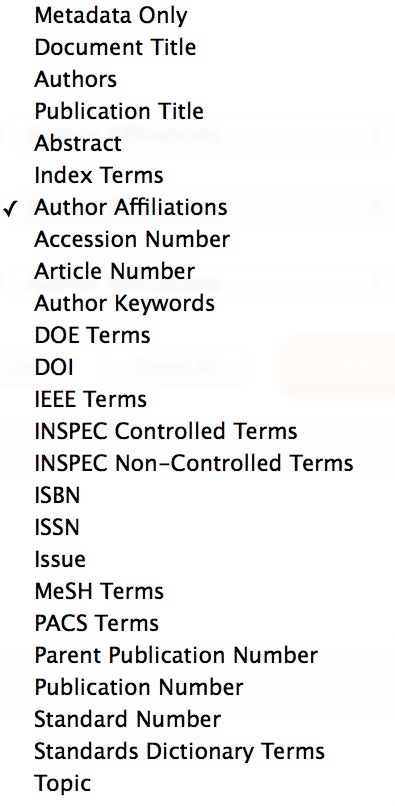 Metadata Only
Document Title
Authors
Publication Title
Abstract
Index Terms
✓ Author Affiliations
Accession Number
Article Number
Author Keywords
DOE Terms
DOI
IEEE Terms
INSPEC Controlled Terms
INSPEC Non-Controlled Terms
ISBN
ISSN
Issue
MeSH Terms
PACS Terms
Parent Publication Number
Publication Number
Standard Number
Standards Dictionary Terms
Topic